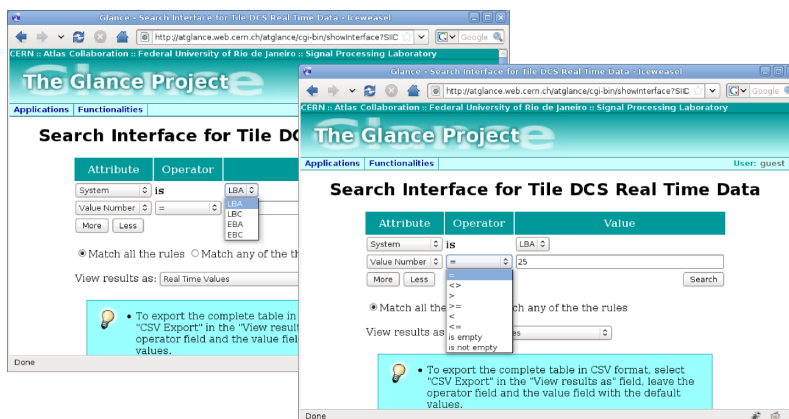 Glance - Search Interface for Tile DCS Real Time Data - Iceweasel
http://atglance.web.cern.ch/atglance/cgi-bin/showInterface?SIID
Google
CERN :: Atlas Collaboration :: Federal University of Rio de Janeiro :: Signal Processing Laboratory
The Glance Project
Applications Functionalities
Search Interface for Tile DC
Attribute Operator
System is LBA
Value Number =
LBA
LBC
EBA
EBC
More Less
Match all the rules Match any of the th
View results as: Real Time Values
• To export the complete table in
"CSV Export" in the "View result
operator field and the value fiel
values.
Done
Glance - Search Interface for Tile DCS Real Time Data - Iceweasel
http://atglance.web.cern.ch/atglance/cgi-bin/showInterface?SIID
Google
CERN :: Atlas Collaboration :: Federal University of Rio de Janeiro :: Signal Processing Laboratory
The Glance Project
Applications Functionalities User: guest
Search Interface for Tile DCS Real Time Data
Attribute Operator Value
System is LBA
Value Number = 25
More Less Search
=
<>
>
>=
<
<=
is empty
is not empty
Match all the ch any of the the rules
View results as es
• To export the complete table in CSV format, select
"CSV Export" in the "View results as" field, leave the
operator field and the value field with the default
values.
Done